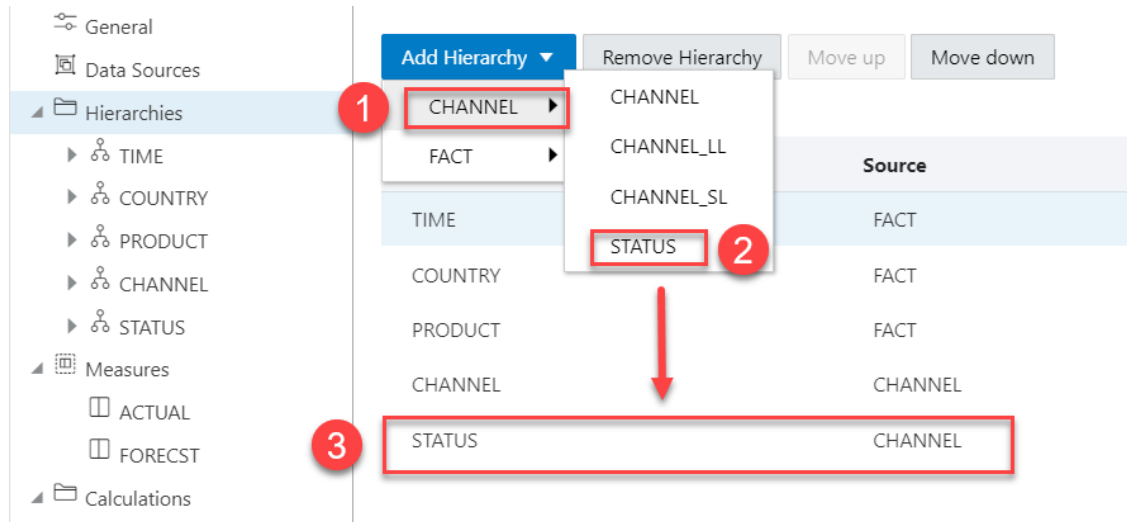 General
Data Sources
Hierarchies
TIME
COUNTRY
PRODUCT
CHANNEL
STATUS
Measures
ACTUAL
FORECST
Calculations
Add Hierarchy Remove Hierarchy Move up Move down
1 CHANNEL
FACT
CHANNEL
CHANNEL_LL
CHANNEL_SL
STATUS 2
Source
TIME FACT
COUNTRY FACT
PRODUCT FACT
CHANNEL CHANNEL
3 STATUS CHANNEL